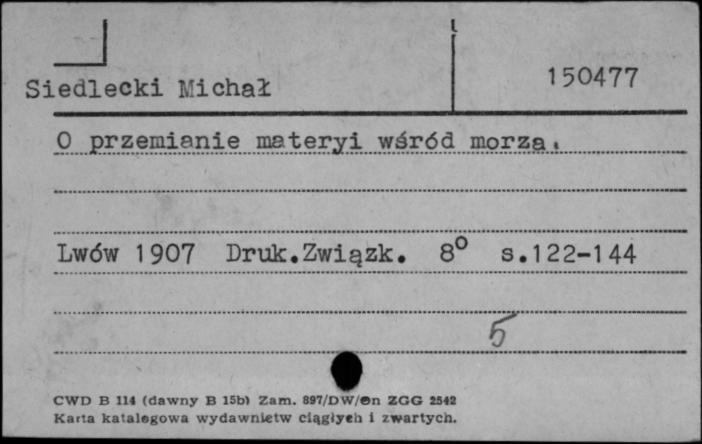 Siedlecki Michał
150477
O przemianie materyi wśród morza.
Lwów 1907 Druk.Związk. 8° s.122-144
5
CWD B 114 (dawny B 15b) Zam. 897/DW/en ZGG 2542
Karta katalogowa wydawnictw ciągłych i zwartych.